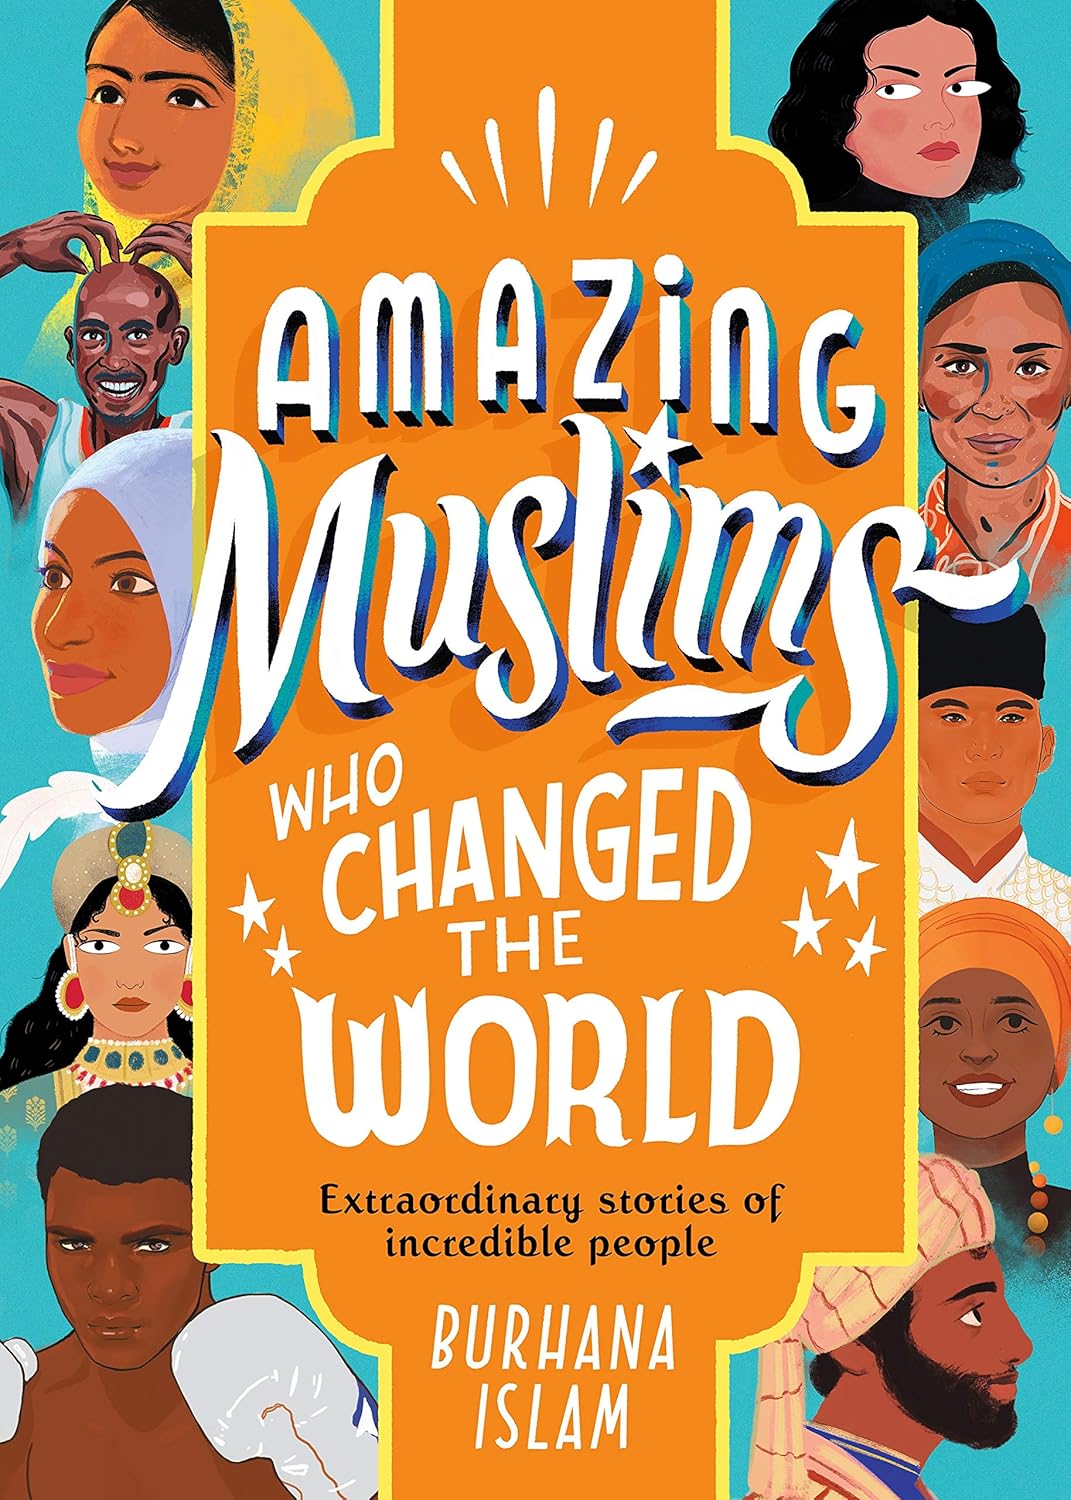 AMAZiNG
Muslims
WHO
CHANGED
THE
WORLD
Extraordinary stories of
incredible people
BURHANA
ISLAM